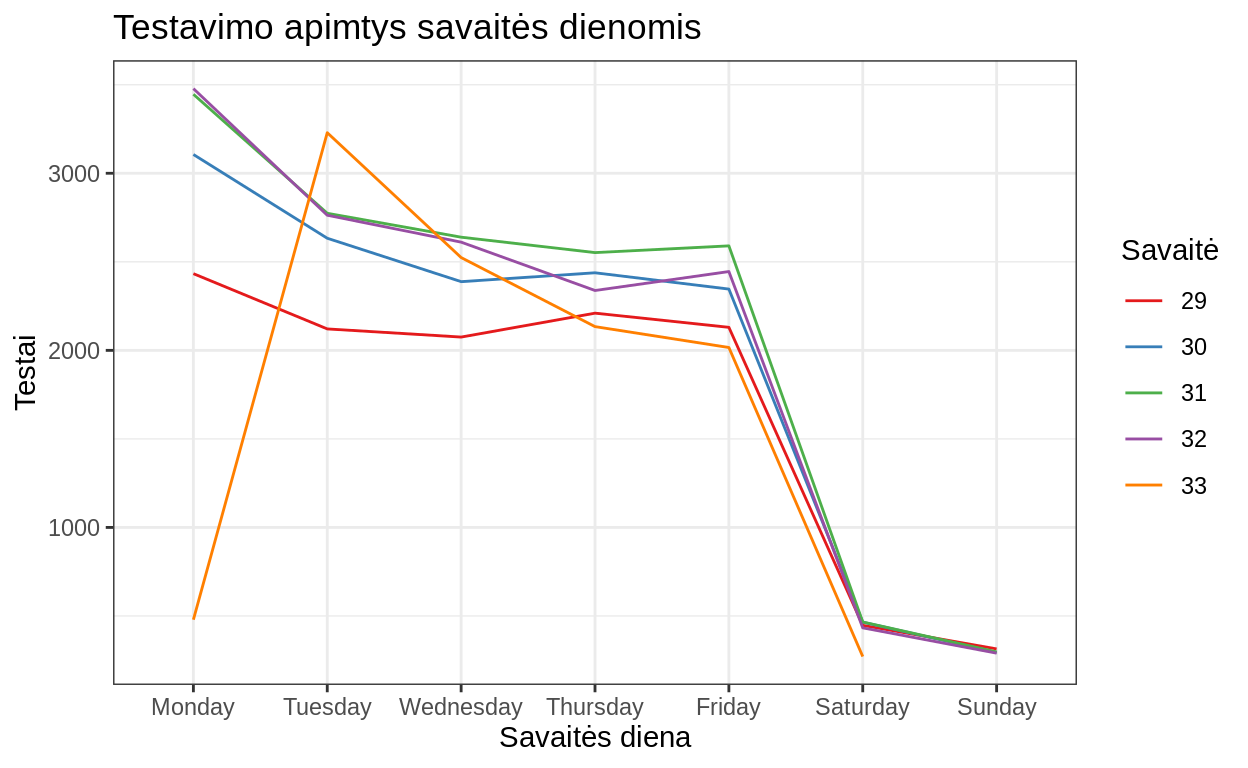 Testavimo apimtys savaitės dienomis
Testai
3000
2000
1000
Monday Tuesday Wednesday Thursday Friday Saturday Sunday
Savaitės diena
Savaitė
29
30
31
32
33